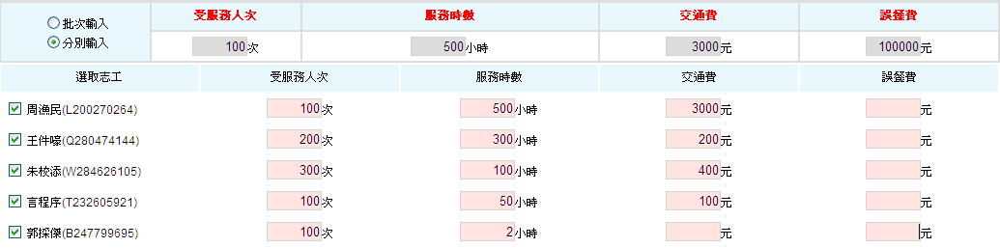 批次輸入
分別輸入
受服務人次 服務時數 交通費 誤餐費
100次 500小時 3000元 100000元
選取志工 受服務人次 服務時數 交通費 誤餐費
周漁民(L200270264) 100次 500小時 3000元 元
王件嚎(Q280474144) 200次 300小時 200元 元
朱校添(W284626105) 300次 100小時 400元 元
言程序(T232605921) 100次 50小時 100元 元
郭採傑(B247799695) 100次 2小時 元 元